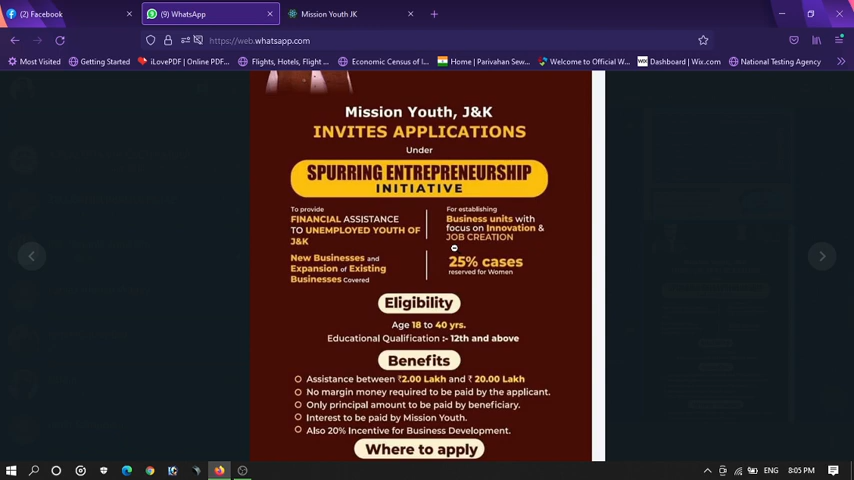 (2) Facebook
(9) WhatsApp
Mission Youth JK
https://web.whatsapp.com
Most Visited
Getting Started
iLovePDF | Online PDF...
Flights, Hotels, Flight ...
Economic Census of I...
Home | Parivahan Sew...
Welcome to Official W...
WIX Dashboard | Wix.com
National Testing Agency
Mission Youth, J&K
INVITES APPLICATIONS
Under
SPURRING ENTREPRENEURSHIP
INITIATIVE
To provide
FINANCIAL ASSISTANCE
TO UNEMPLOYED YOUTH OF
J&K
For establishing
Business units with
focus on Innovation &
JOB CREATION
New Businesses and
Expansion of Existing
Businesses Covered
25% cases
reserved for Women
Eligibility
Age 18 to 40 yrs.
Educational Qualification :- 12th and above
Benefits
Assistance between ₹2.00 Lakh and ₹ 20.00 Lakh
No margin money required to be paid by the applicant.
Only principal amount to be paid by beneficiary.
Interest to be paid by Mission Youth.
Also 20% Incentive for Business Development.
Where to apply
ENG
8:05 PM